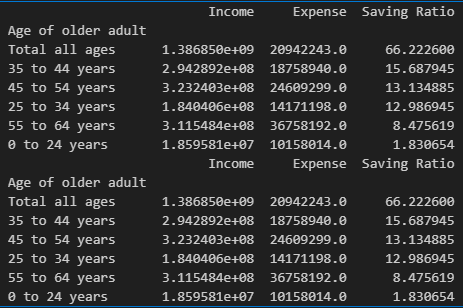 Income Expense Saving Ratio
Age of older adult
Total all ages 1.386850e+09 20942243.0 66.222600
35 to 44 years 2.942892e+08 18758940.0 15.687945
45 to 54 years 3.232403e+08 24609299.0 13.134885
25 to 34 years 1.840406e+08 14171198.0 12.986945
55 to 64 years 3.115484e+08 36758192.0 8.475619
0 to 24 years 1.859581e+07 10158014.0 1.830654
Income Expense Saving Ratio
Age of older adult
Total all ages 1.386850e+09 20942243.0 66.222600
35 to 44 years 2.942892e+08 18758940.0 15.687945
45 to 54 years 3.232403e+08 24609299.0 13.134885
25 to 34 years 1.840406e+08 14171198.0 12.986945
55 to 64 years 3.115484e+08 36758192.0 8.475619
0 to 24 years 1.859581e+07 10158014.0 1.830654